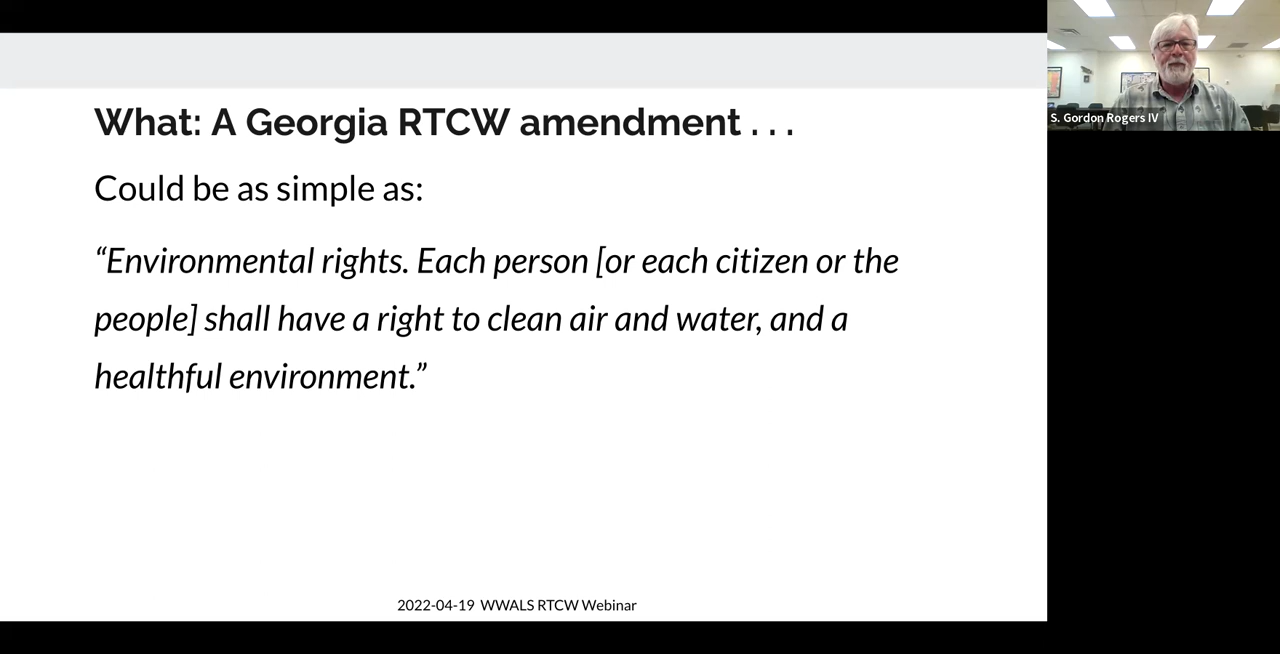 What: A Georgia RTCW amendment . . .
Could be as simple as:
“Environmental rights. Each person [or each citizen or the
people] shall have a right to clean air and water, and a
healthful environment.”
2022-04-19 WWALS RTCW Webinar
S. Gordon Rogers IV